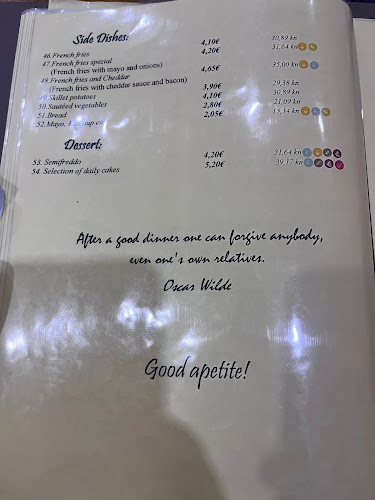 Side Dishes:
46.French fries 4,10€ 30,89 kn
47.French fries special 4,20€ 31,64 kn
(French fries with mayo and onions)
48.French fries and Cheddar 4,65€ 35,00 kn
(French fries with cheddar sauce and bacon)
49.Skillet potatoes 3,90€ 29,38 kn
50.Sautéed vegetables 4,10€ 30,89 kn
51.Bread 2,80€ 21,09 kn
52.Mayo, 2,05€ 15,34 kn
Dessert:
53. Semifreddo 4,20€ 31,64 kn
54. Selection of daily cakes 5,20€ 39,17 kn
After a good dinner one can forgive anybody,
even one's own relatives.
Oscar Wilde
Good apetite!